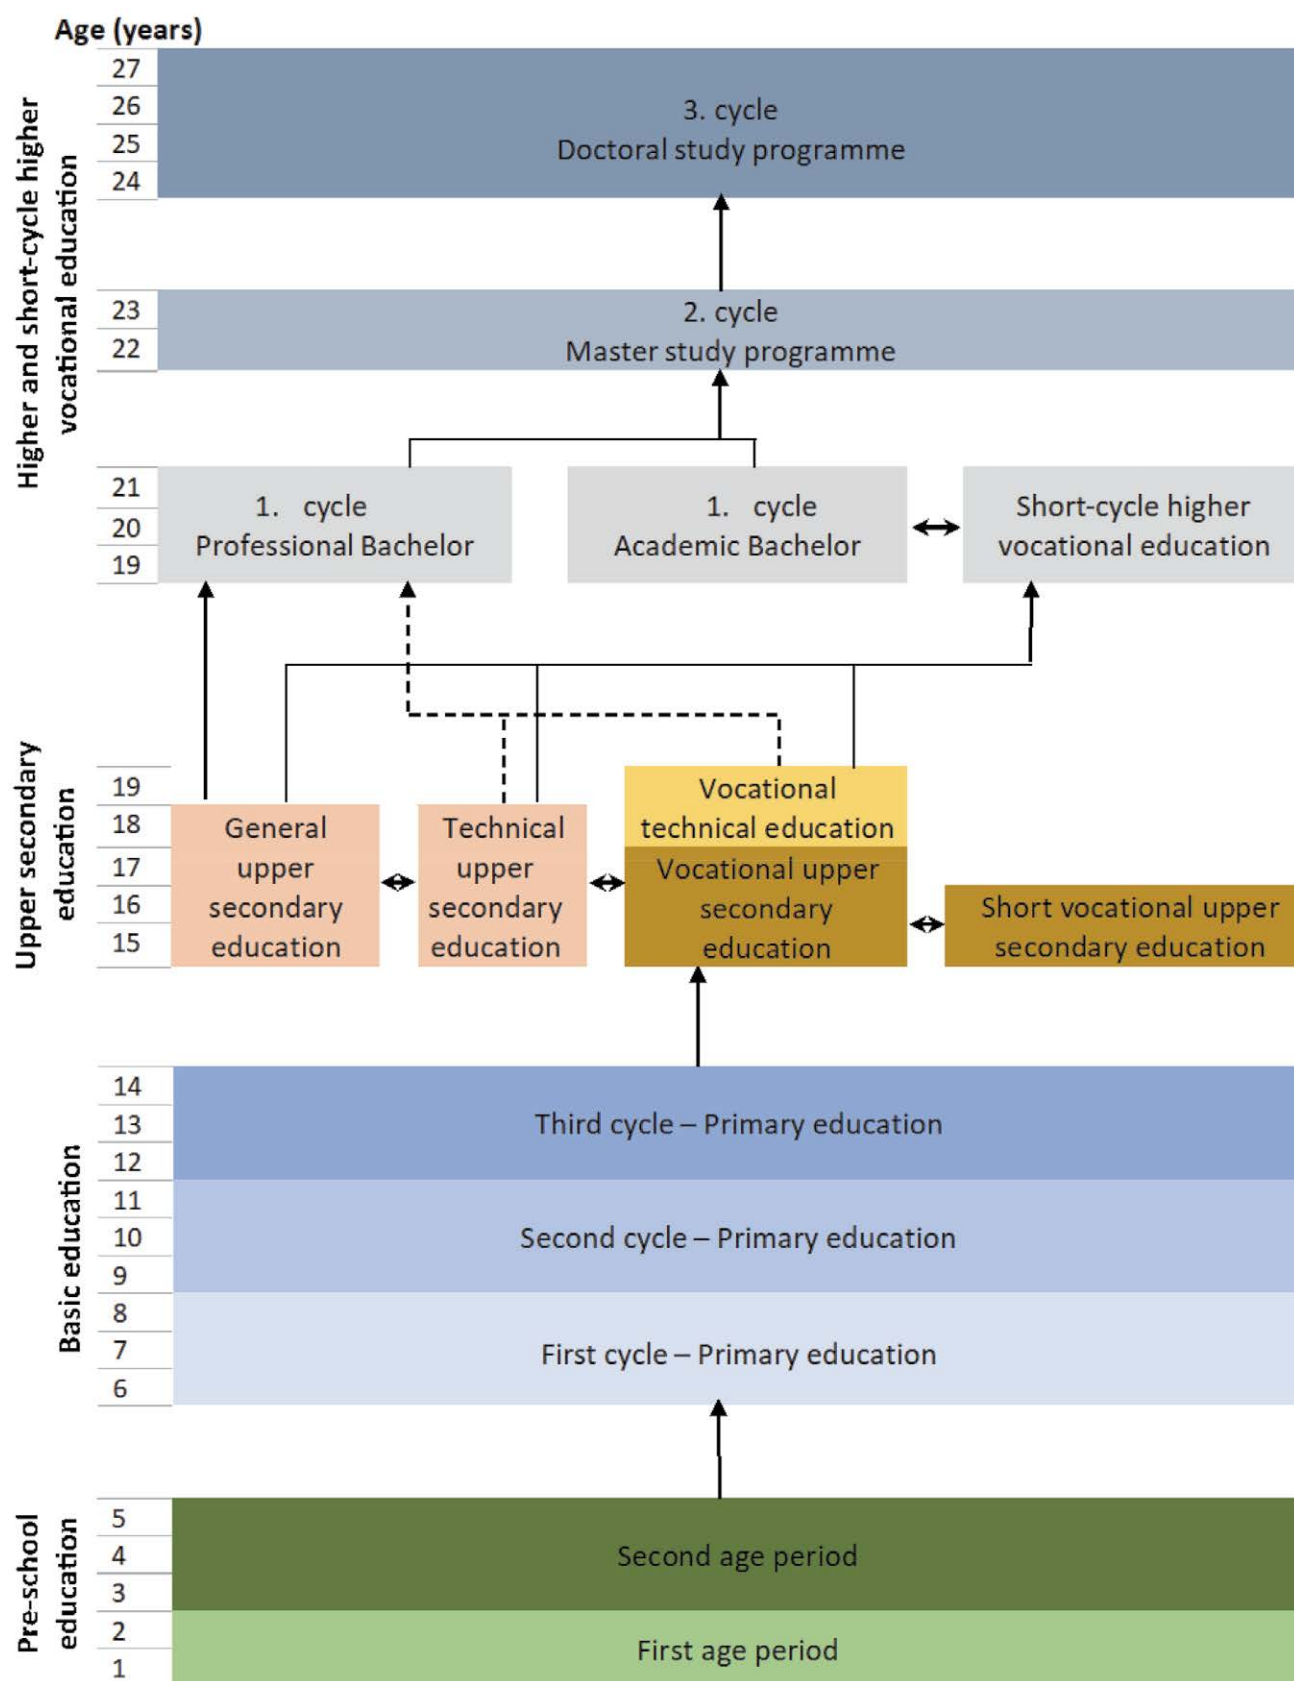 Age (years)
Higher and short-cycle higher
vocational education
27
26
25
24
3. cycle
Doctoral study programme
23
22
2. cycle
Master study programme
21
20
19
1. cycle
Professional Bachelor
1. cycle
Academic Bachelor
Short-cycle higher
vocational education
Upper secondary
education
19
18
17
16
15
General
upper
secondary
education
Technical
upper
secondary
education
Vocational
technical education
Vocational upper
secondary
education
Short vocational upper
secondary education
Basic education
14
13
12
Third cycle – Primary education
11
10
9
Second cycle – Primary education
8
7
6
First cycle – Primary education
Pre-school
education
5
4
3
Second age period
2
1
First age period